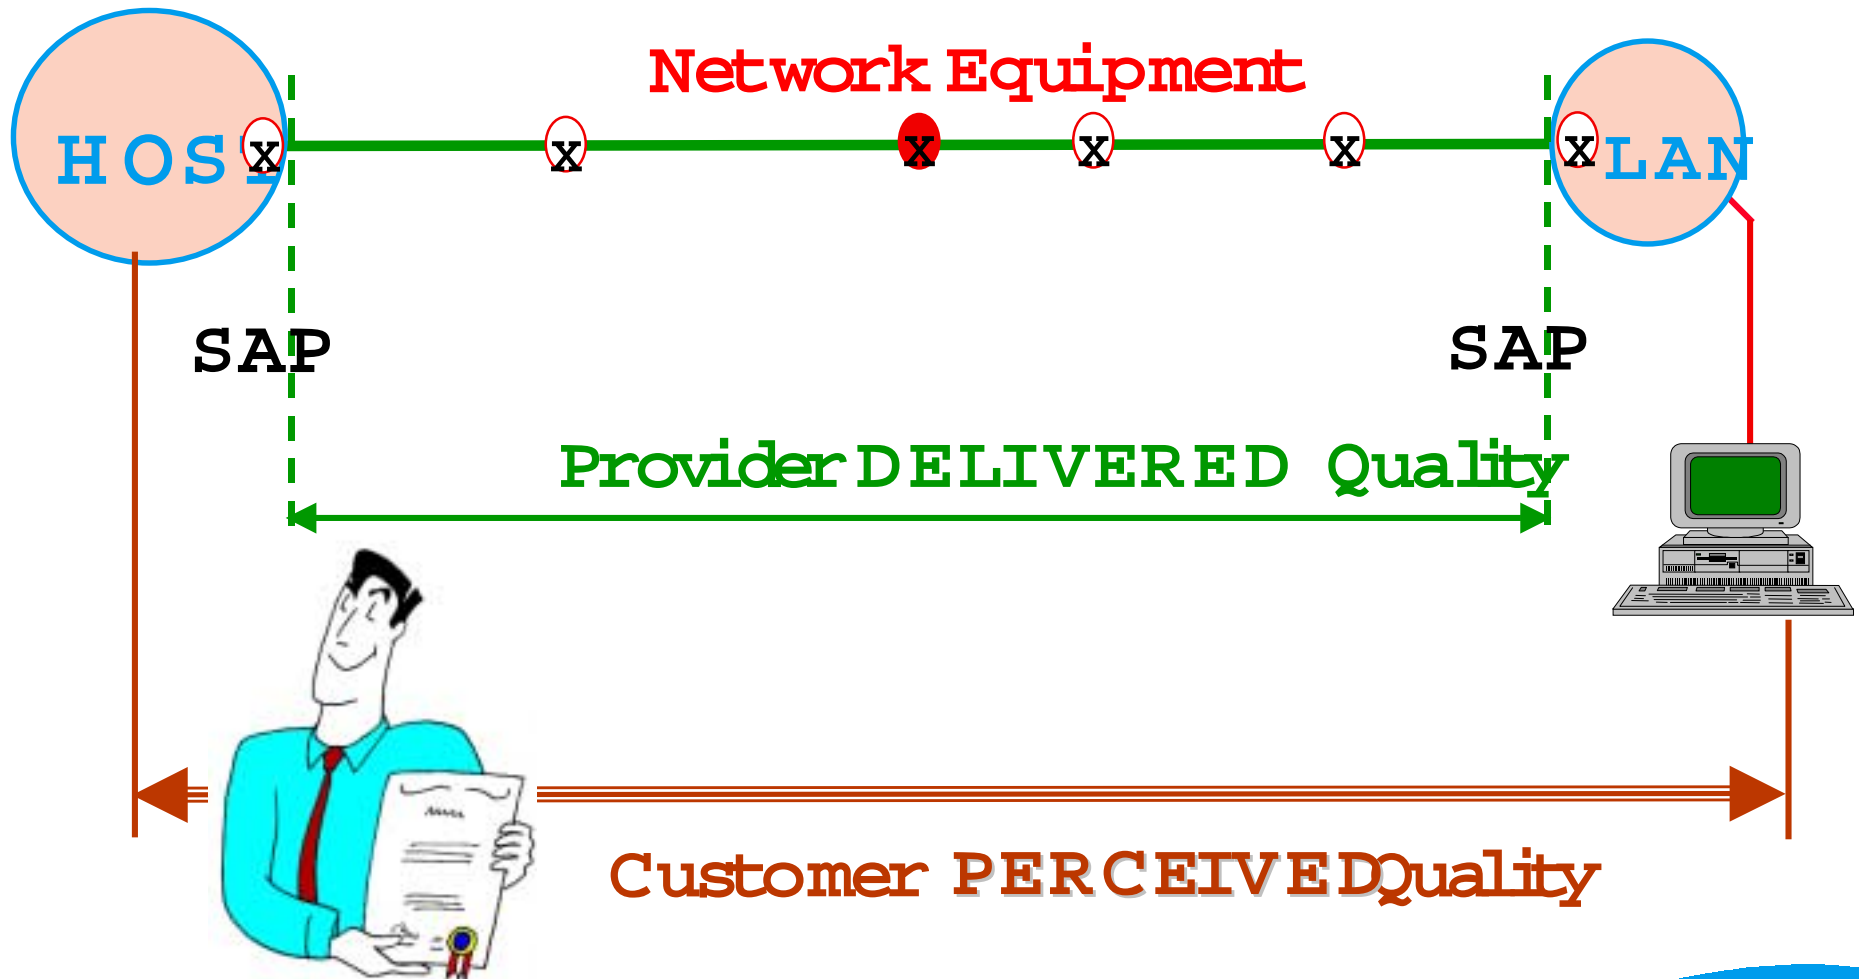 Network Equipment
HOST x x x x x x LAN
SAP SAP
Provider DELIVERED Quality
Customer PERCEIVED Quality